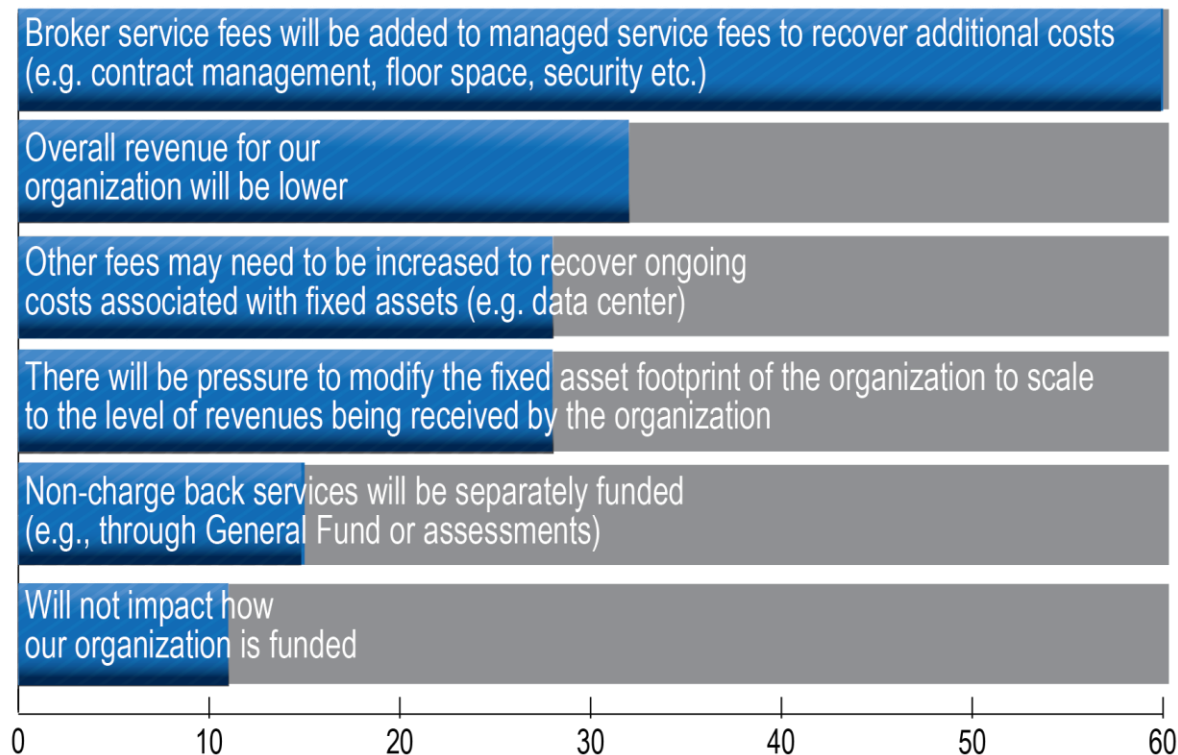 Broker service fees will be added to managed service fees to recover additional costs
(e.g. contract management, floor space, security etc.)
Overall revenue for our
organization will be lower
Other fees may need to be increased to recover ongoing
costs associated with fixed assets (e.g. data center)
There will be pressure to modify the fixed asset footprint of the organization to scale
to the level of revenues being received by the organization
Non-charge back services will be separately funded
(e.g., through General Fund or assessments)
Will not impact how
our organization is funded
0 10 20 30 40 50 60